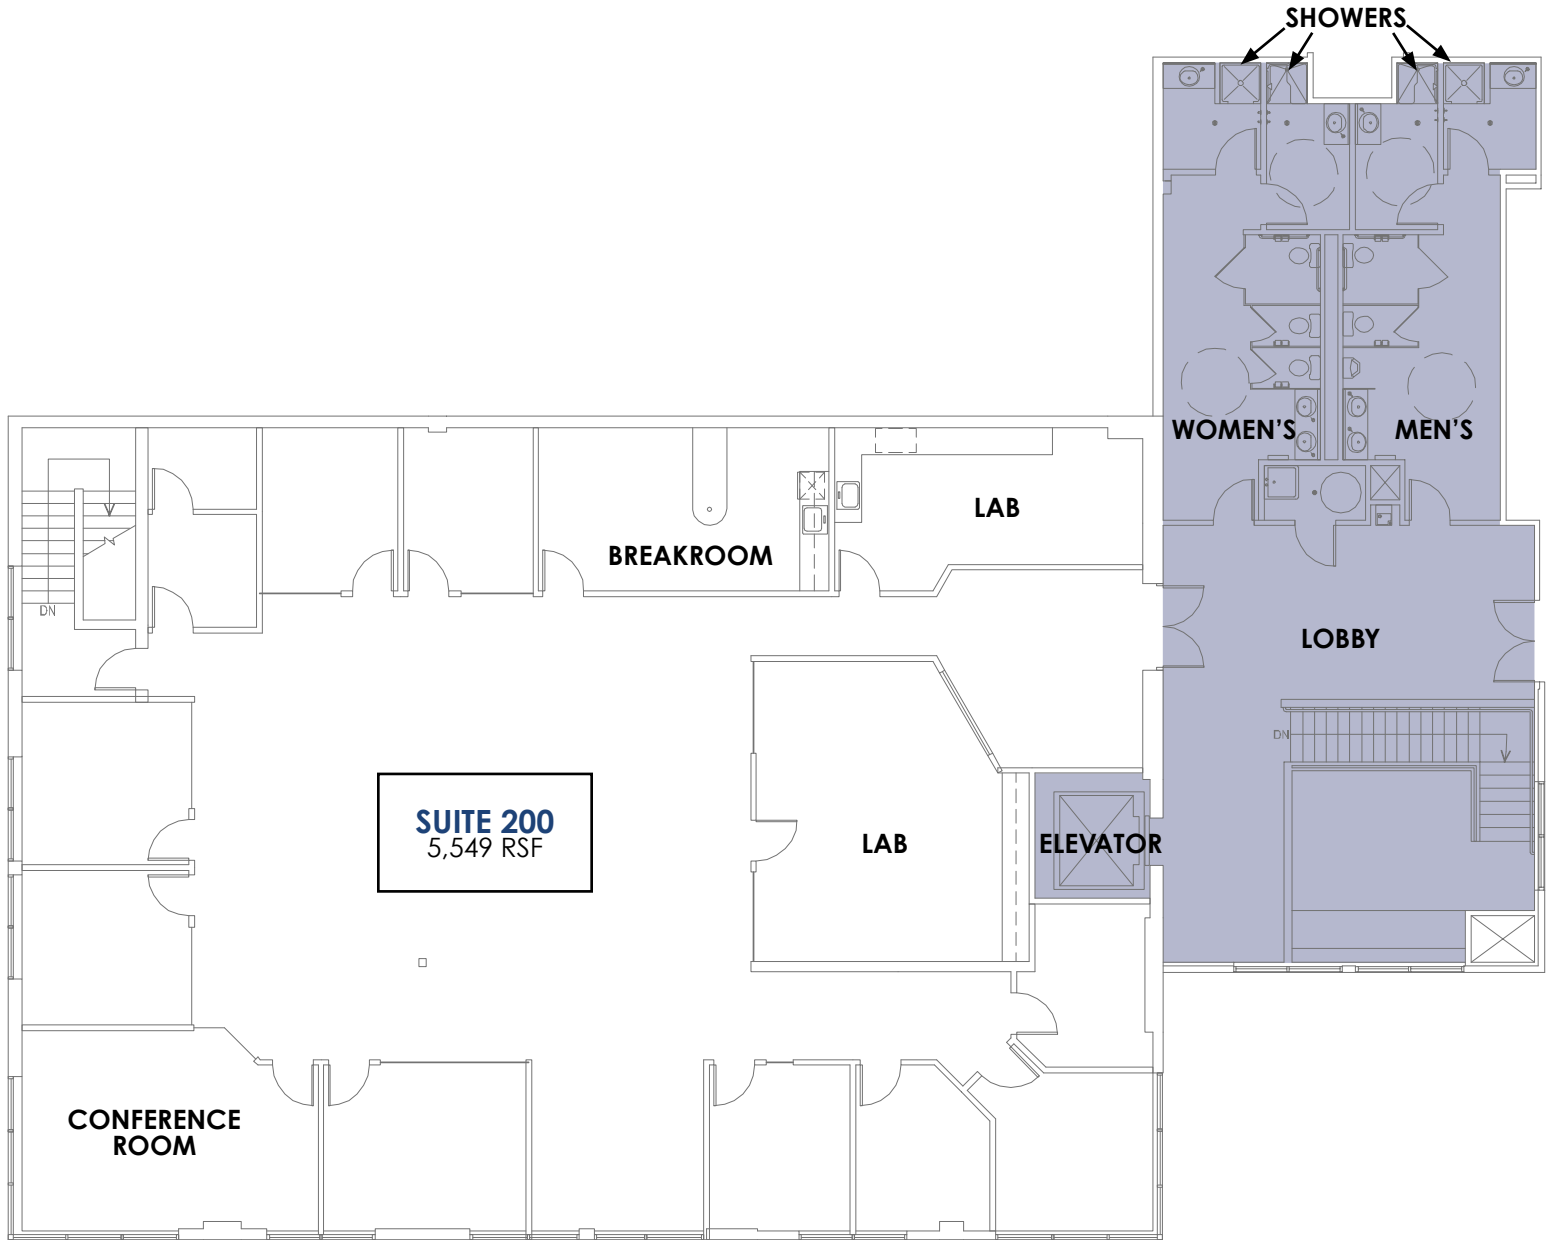 SHOWERS
WOMEN'S
MEN'S
LAB
BREAKROOM
DN
LOBBY
DN
SUITE 200
5,549 RSF
LAB
ELEVATOR
CONFERENCE
ROOM